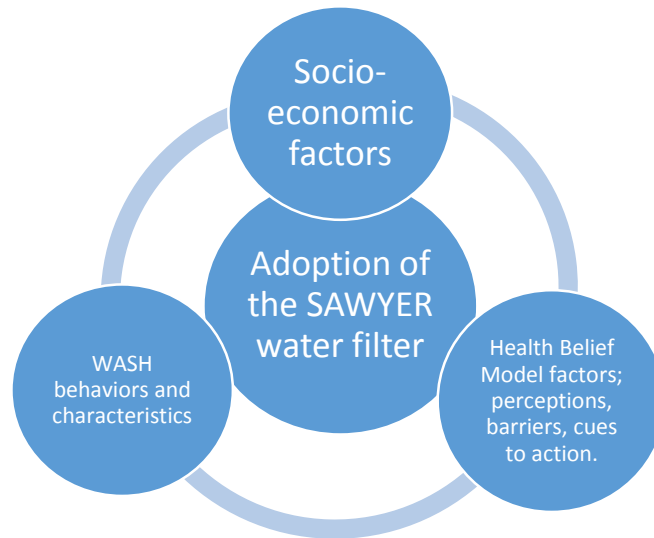 Socio-
economic
factors
Adoption of
the SAWYER
water filter
WASH
behaviors and
characteristics
Health Belief
Model factors;
perceptions,
barriers, cues
to action.